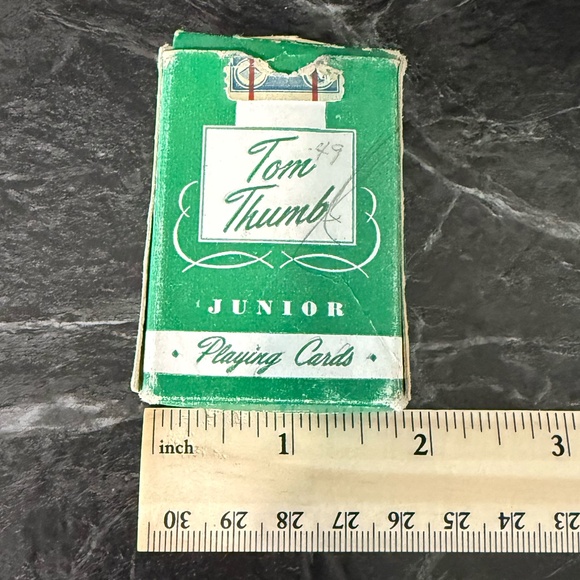 .49
Tom
Thumb
JUNIOR
• Playing Cards •
inch 1 2 3
30 29 28 27 26 25 24 23